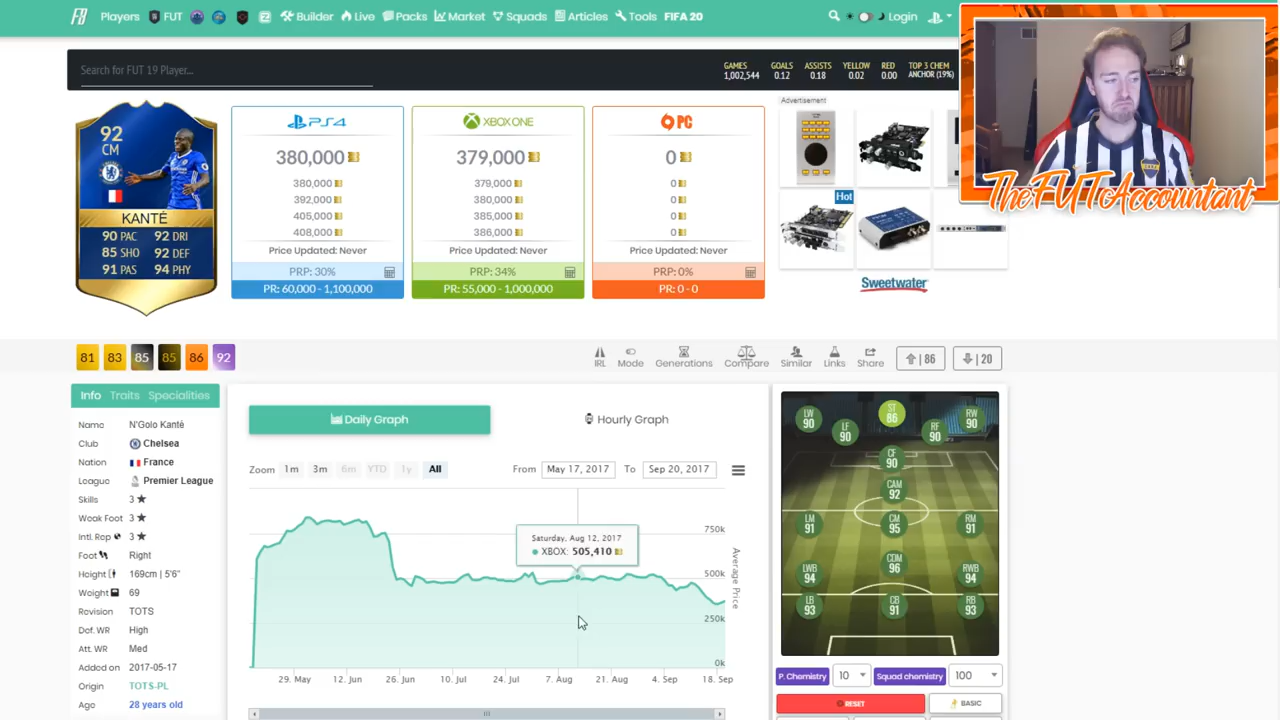 F8 Players FUT Builder Live Packs Market Squads Articles Tools FIFA 20 Login
Search for FUT 19 Player...
GAMES GOALS ASSISTS YELLOW RED TOP 3 CHEM
1,002,544 0.12 0.18 0.02 0.00 ANCHOR (19%)
TheFUTAccountant
92
CM
KANTÉ
90 PAC 92 DRI
85 SHO 92 DEF
91 PAS 94 PHY
PS4
380,000
380,000
392,000
405,000
408,000
Price Updated: Never
PRP: 30%
PR: 60,000 - 1,100,000
XBOX ONE
379,000
379,000
380,000
385,000
386,000
Price Updated: Never
PRP: 34%
PR: 55,000 - 1,000,000
PC
0
0
0
0
0
Price Updated: Never
PRP: 0%
PR: 0 - 0
Advertisement
Hot
Sweetwater
81 83 85 85 86 92
IRL Mode Generations Compare Similar Links Share | 86 | 20
Info Traits Specialities
Name N'Golo Kanté
Club Chelsea
Nation France
League Premier League
Skills 3
Weak Foot 3
Intl. Rep 3
Foot Right
Height 169cm | 5'6"
Weight 69
Revision TOTS
Def. WR High
Att. WR Med
Added on 2017-05-17
Origin TOTS-PL
Age 28 years old
Daily Graph Hourly Graph
Zoom 1m 3m 6m YTD 1y All From May 17, 2017 To Sep 20, 2017
Saturday, Aug 12, 2017
XBOX: 505,410
750k
500k
250k
0k
Average Price
29. May 12. Jun 26. Jun 10. Jul 24. Jul 7. Aug 21. Aug 4. Sep 18. Sep
LW 90
ST 86
RW 90
LF 90
RF 90
CF 90
CAM 92
LM 91
CM 95
RM 91
CDM 96
LWB 94
RWB 94
LB 93
CB 91
RB 93
P. Chemistry 10 Squad chemistry 100
RESET BASIC